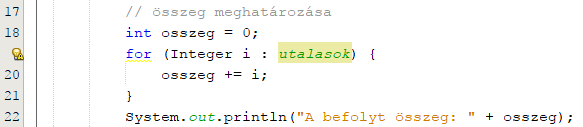 17 // összeg meghatározása
18 int osszeg = 0;
for (Integer i : utalasok) {
20 osszeg += i;
21 }
22 System.out.println("A befolyt összeg: " + osszeg);